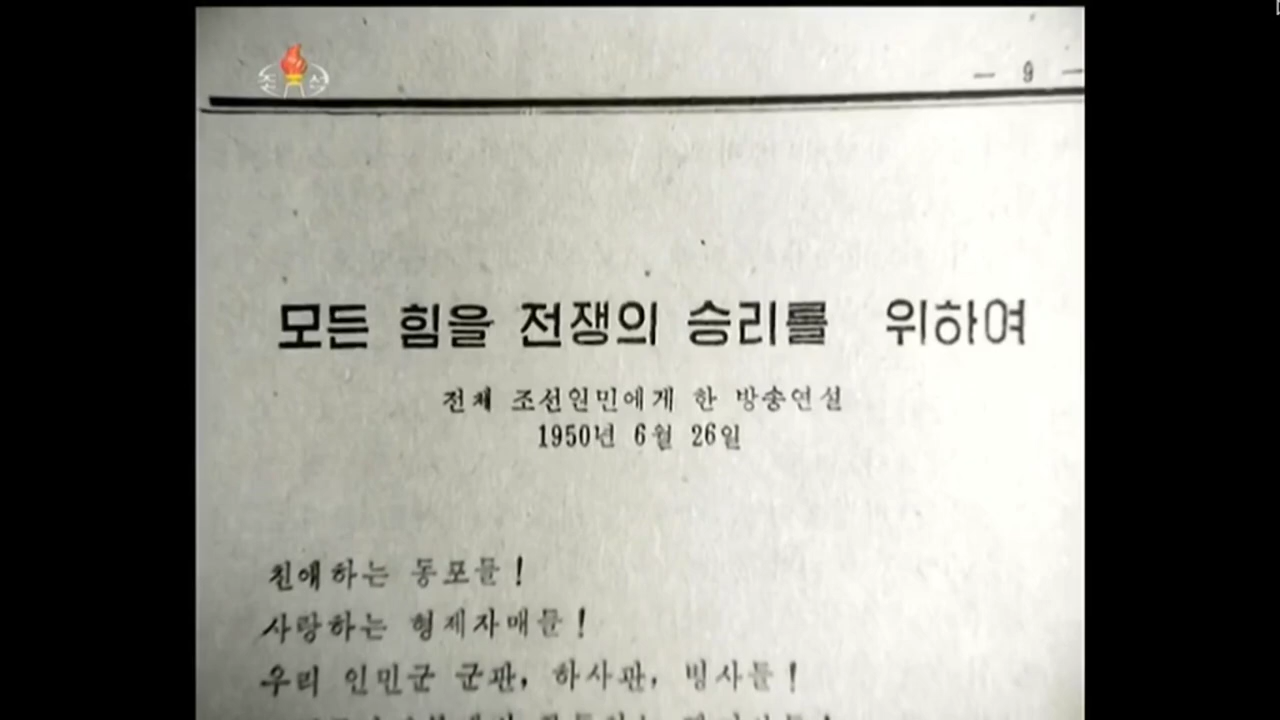 조 선
— 9 —
모든 힘을 전쟁의 승리를 위하여
전체 조선인민에게 한 방송연설
1950년 6월 26일
친애하는 동포들!
사랑하는 형제자매들!
우리 인민군 군관, 하사관, 병사들!